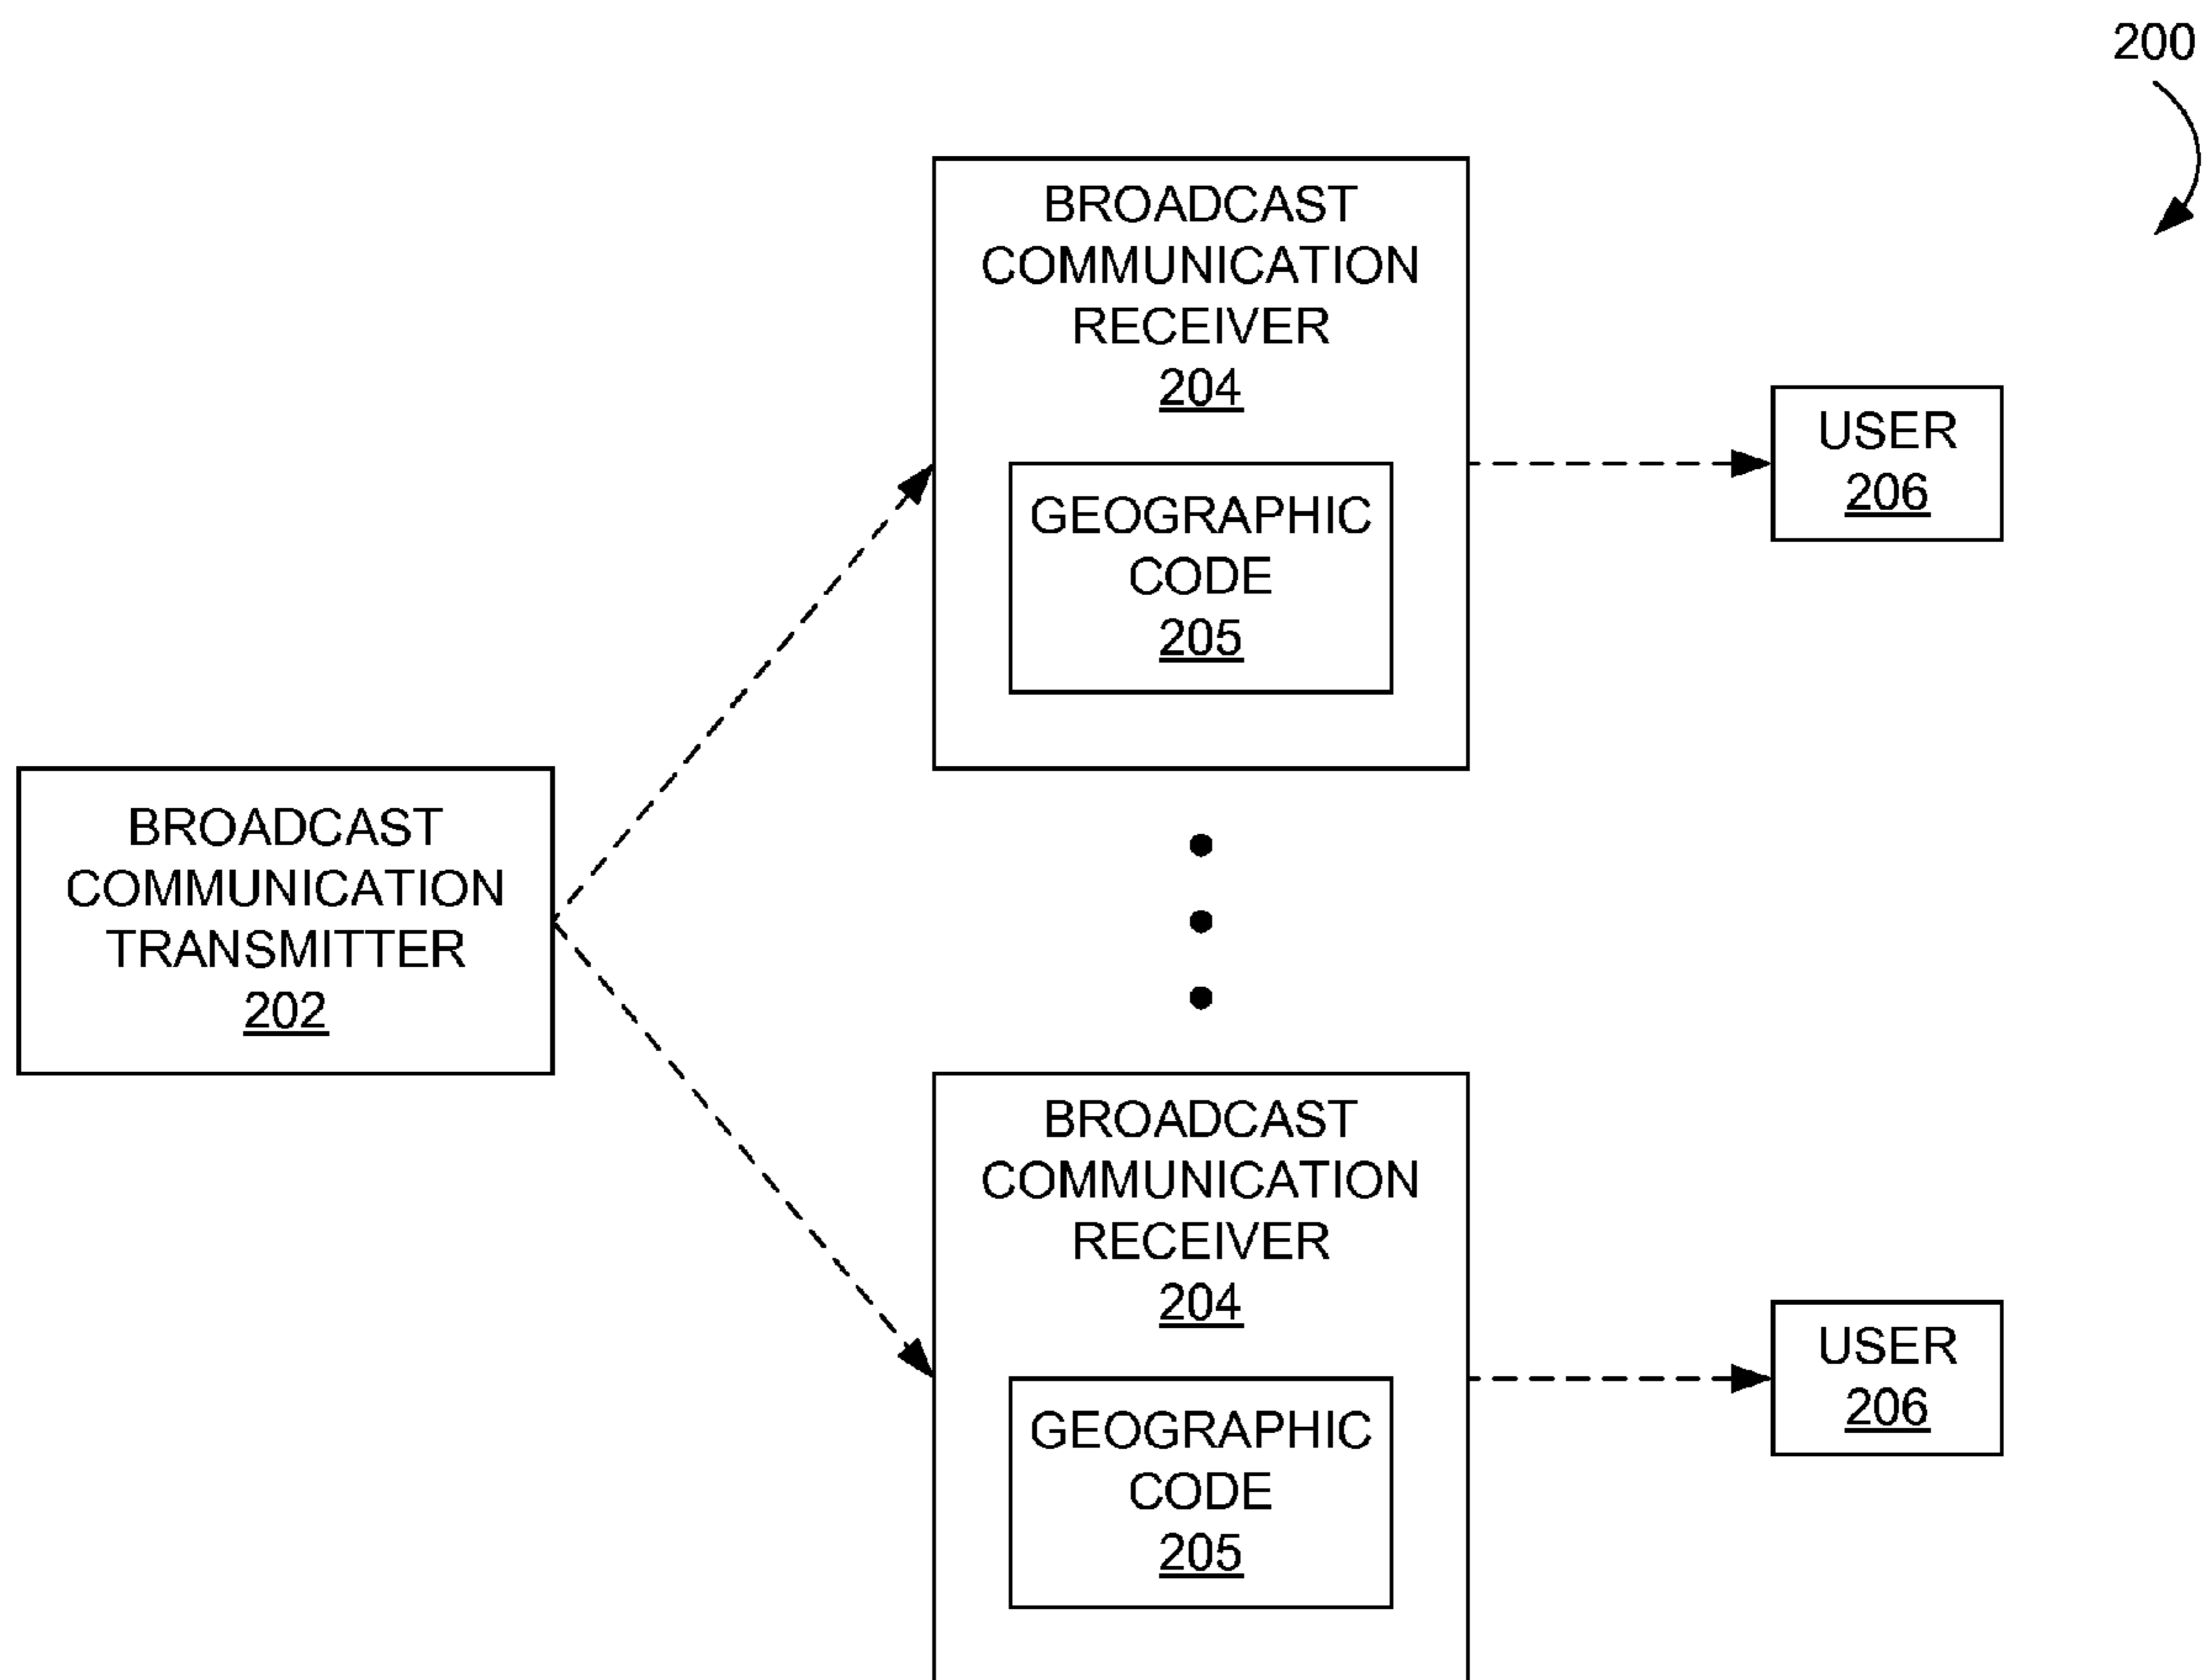 200
BROADCAST
COMMUNICATION
RECEIVER
204
GEOGRAPHIC
CODE
205
USER
206
BROADCAST
COMMUNICATION
TRANSMITTER
202
BROADCAST
COMMUNICATION
RECEIVER
204
GEOGRAPHIC
CODE
205
USER
206